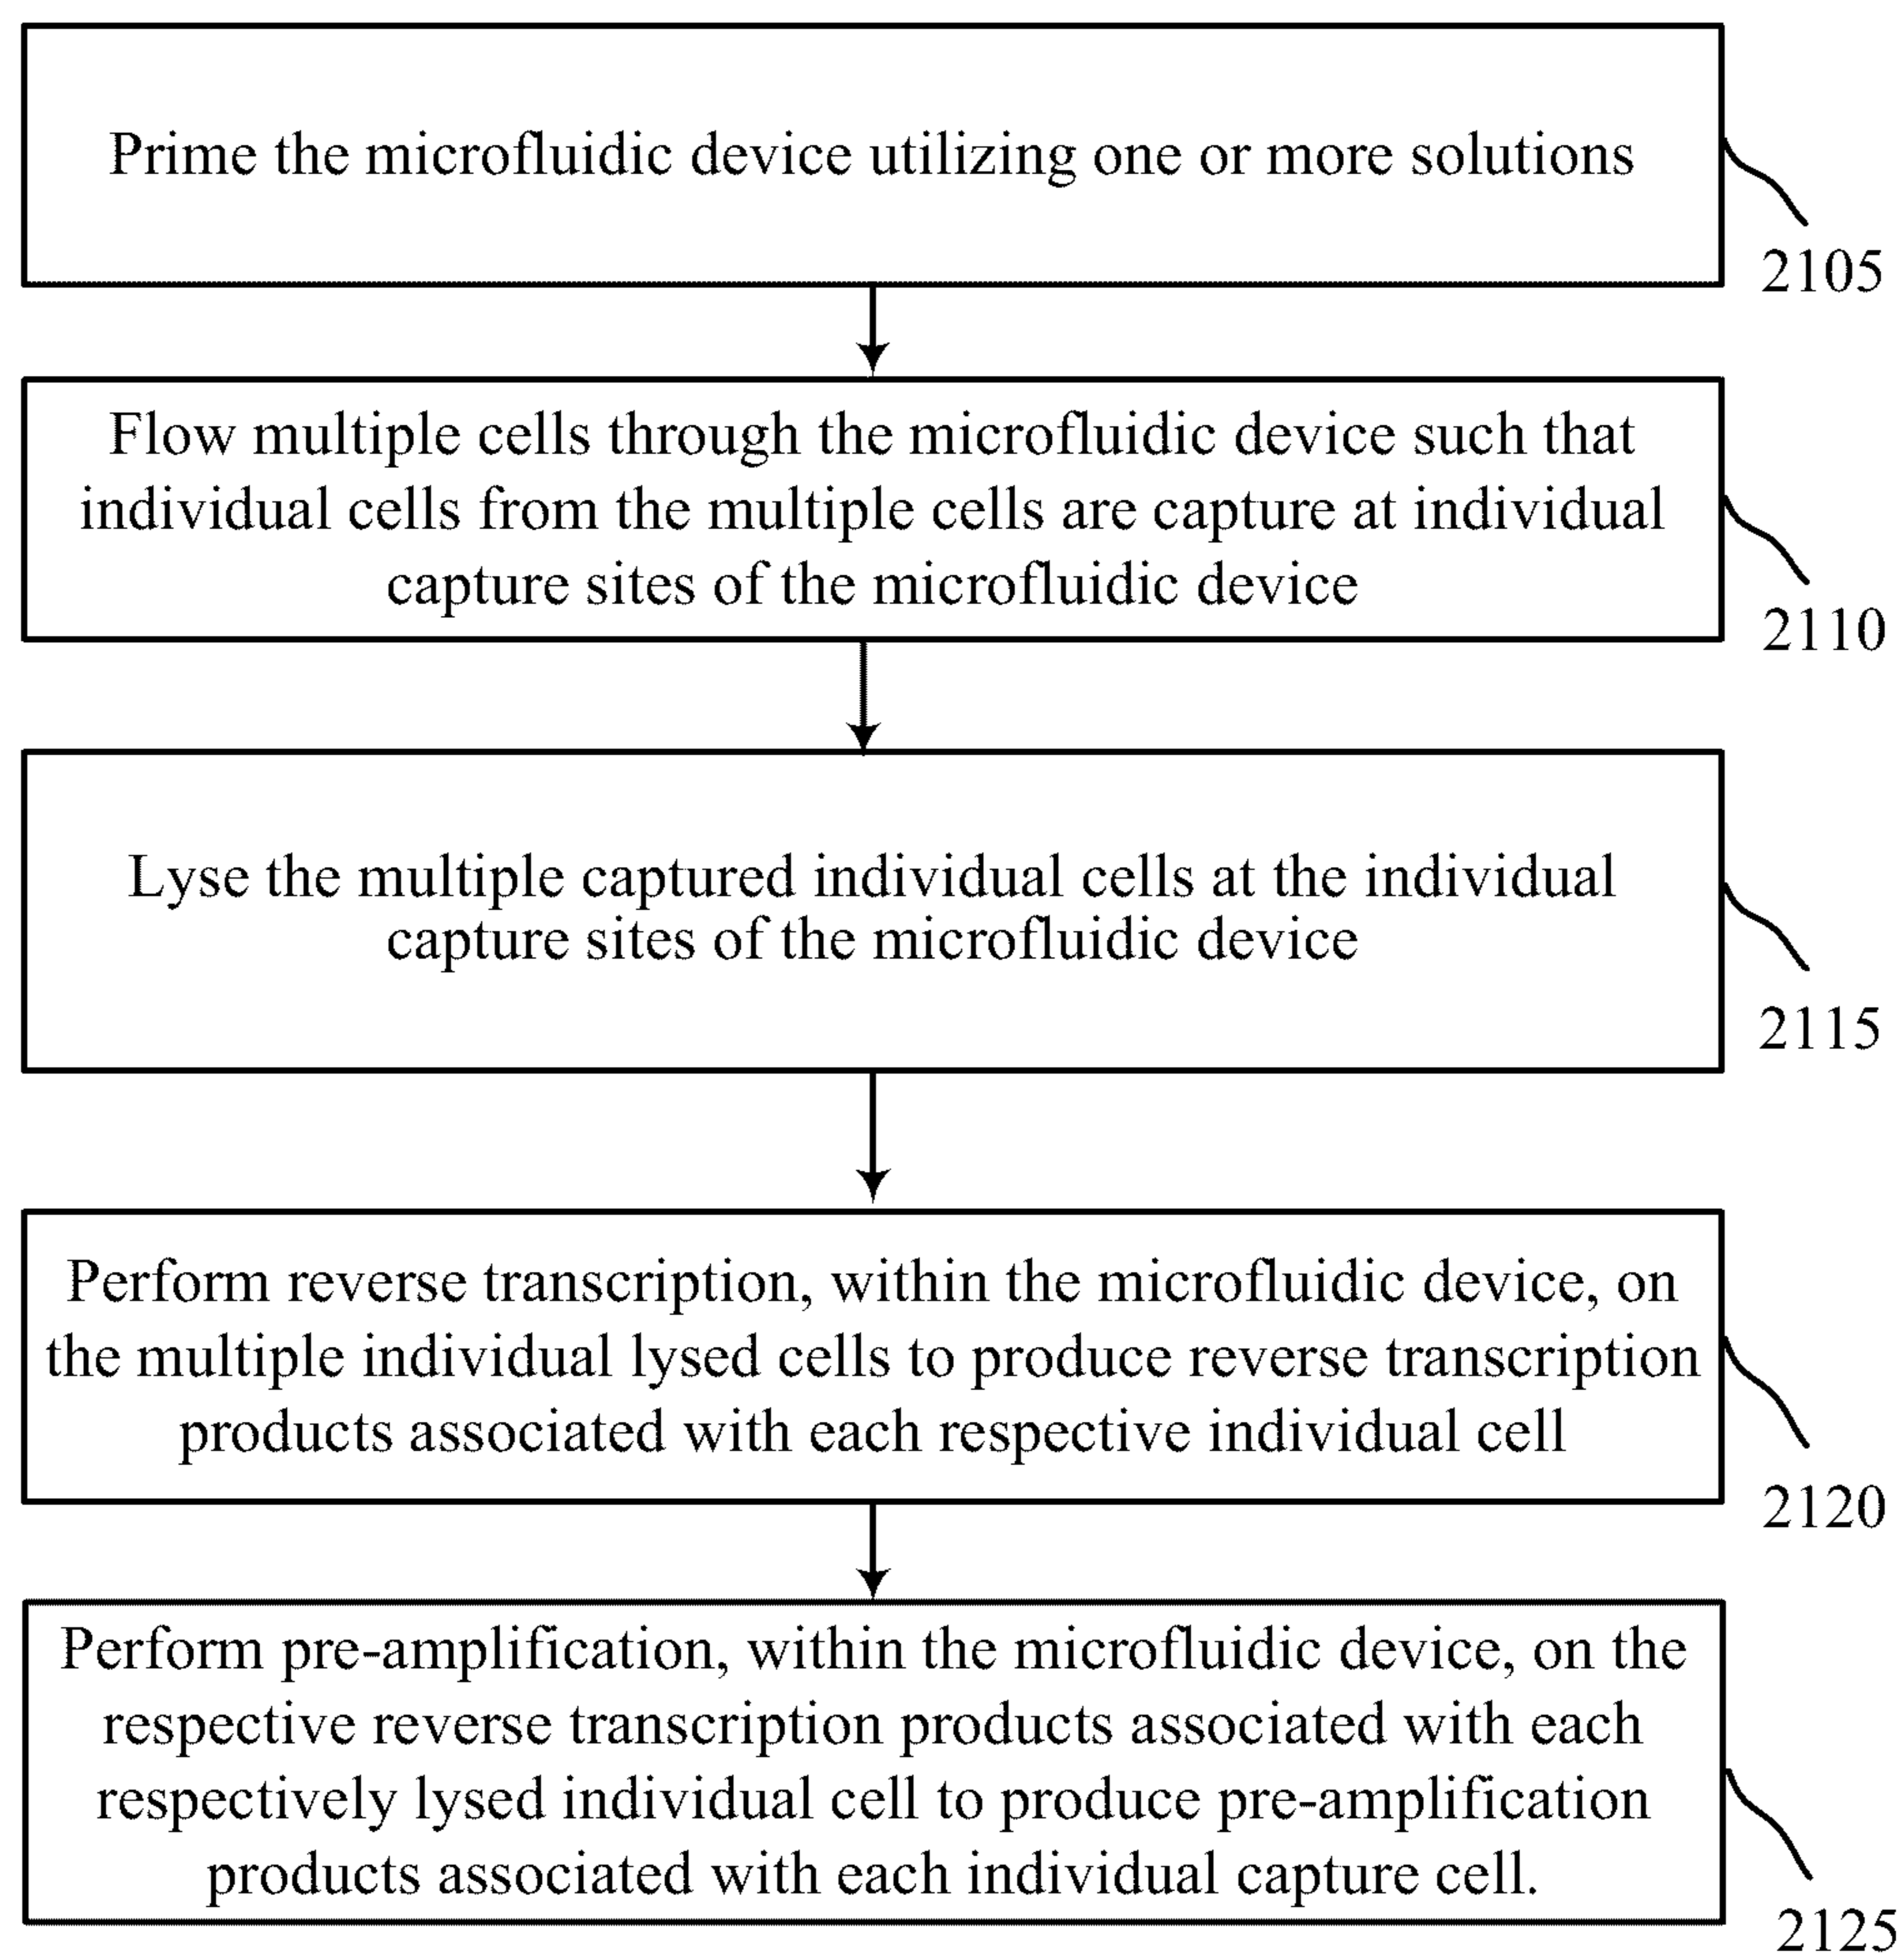 Prime the microfluidic device utilizing one or more solutions
2105
Flow multiple cells through the microfluidic device such that
individual cells from the multiple cells are capture at individual
capture sites of the microfluidic device
2110
Lyse the multiple captured individual cells at the individual
capture sites of the microfluidic device
2115
Perform reverse transcription, within the microfluidic device, on
the multiple individual lysed cells to produce reverse transcription
products associated with each respective individual cell
2120
Perform pre-amplification, within the microfluidic device, on the
respective reverse transcription products associated with each
respectively lysed individual cell to produce pre-amplification
products associated with each individual capture cell.
2125